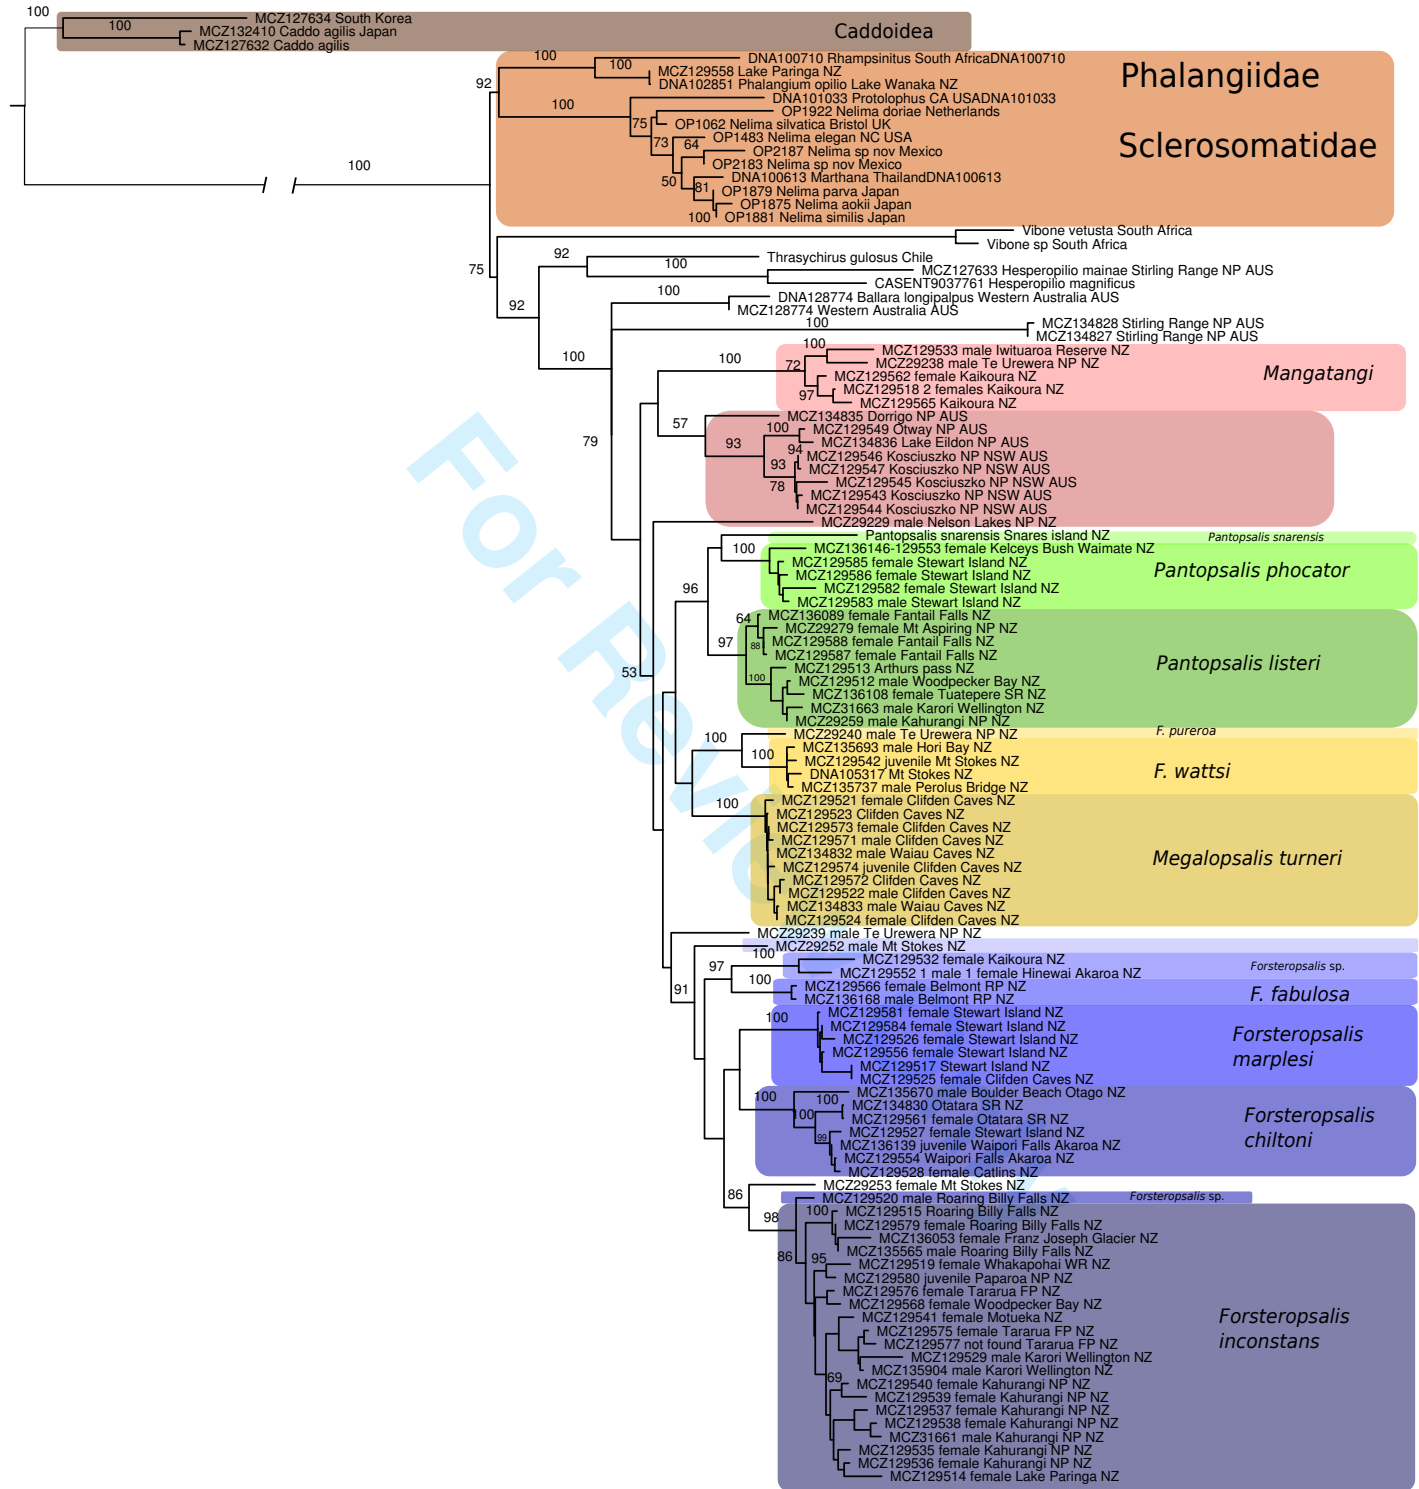 100
MCZ127634 South Korea
100
MCZ132410 Caddo agilis Japan
MCZ127632 Caddo agilis
Caddoidea
100
DNA100710 Rhampsinitus South AfricaDNA100710
100
MCZ129558 Lake Paringa NZ
DNA102851 Phalangium opilio Lake Wanaka NZ
Phalangiidae
92
100
DNA101033 Protolophus CA USADNA101033
OP1922 Nelima doriae Netherlands
75
OP1062 Nelima silvatica Bristol UK
73
OP1483 Nelima elegan NC USA
64
OP2187 Nelima sp nov Mexico
Sclerosomatidae
OP2183 Nelima sp nov Mexico
100
50
DNA100613 Marthana ThailandDNA100613
81
OP1879 Nelima parva Japan
OP1875 Nelima aokii Japan
100
OP1881 Nelima similis Japan
Vibone vetusta South Africa
Vibone sp South Africa
75
92
Thrasychirus gulosus Chile
100
MCZ127633 Hesperopilio mainae Stirling Range NP AUS
CASENT9037761 Hesperopilio magnificus
92
100
DNA128774 Ballara longipalpus Western Australia AUS
MCZ128774 Western Australia AUS
100
MCZ134828 Stirling Range NP AUS
MCZ134827 Stirling Range NP AUS
100
100
100
MCZ129533 male Iwituaroa Reserve NZ
72
MCZ29238 male Te Urewera NP NZ
MCZ129562 female Kaikoura NZ
97
MCZ129518 2 females Kaikoura NZ
MCZ129565 Kaikoura NZ
Mangatangi
57
MCZ134835 Dorrigo NP AUS
100
MCZ129549 Otway NP AUS
79
93
MCZ134836 Lake Eildon NP AUS
94
MCZ129546 Kosciuszko NP NSW AUS
93
MCZ129547 Kosciuszko NP NSW AUS
78
MCZ129545 Kosciuszko NP NSW AUS
MCZ129543 Kosciuszko NP NSW AUS
MCZ129544 Kosciuszko NP NSW AUS
MCZ29229 male Nelson Lakes NP NZ
Pantopsalis snarensis Snares island NZ
Pantopsalis snarensis
100
MCZ136146-129553 female Kelceys Bush Waimate NZ
MCZ129585 female Stewart Island NZ
MCZ129586 female Stewart Island NZ
Pantopsalis phocator
96
MCZ129582 female Stewart Island NZ
MCZ129583 male Stewart Island NZ
64
MCZ136089 female Fantail Falls NZ
MCZ29279 female Mt Aspiring NP NZ
97
88
MCZ129588 female Fantail Falls NZ
MCZ129587 female Fantail Falls NZ
Pantopsalis listeri
53
MCZ129513 Arthurs pass NZ
100
MCZ129512 male Woodpecker Bay NZ
MCZ136108 female Tuatepere SR NZ
MCZ31663 male Karori Wellington NZ
MCZ29259 male Kahurangi NP NZ
100
MCZ29240 male Te Urewera NP NZ
F. pureroa
100
MCZ135693 male Hori Bay NZ
MCZ129542 juvenile Mt Stokes NZ
DNA105317 Mt Stokes NZ
F. wattsi
MCZ135737 male Perolus Bridge NZ
100
MCZ129521 female Clifden Caves NZ
MCZ129523 Clifden Caves NZ
MCZ129573 female Clifden Caves NZ
MCZ129571 male Clifden Caves NZ
MCZ134832 male Waiau Caves NZ
Megalopsalis turneri
MCZ129574 juvenile Clifden Caves NZ
MCZ129572 Clifden Caves NZ
MCZ129522 male Clifden Caves NZ
MCZ134833 male Waiau Caves NZ
MCZ129524 female Clifden Caves NZ
MCZ29239 male Te Urewera NP NZ
MCZ29252 male Mt Stokes NZ
100
MCZ129532 female Kaikoura NZ
97
MCZ129552 1 male 1 female Hinewai Akaroa NZ
Forsteropsalis sp.
100
MCZ129566 female Belmont RP NZ
91
MCZ136168 male Belmont RP NZ
F. fabulosa
100
MCZ129581 female Stewart Island NZ
MCZ129584 female Stewart Island NZ
MCZ129526 female Stewart Island NZ
MCZ129556 female Stewart Island NZ
MCZ129517 Stewart Island NZ
MCZ129525 female Clifden Caves NZ
Forsteropsalis
marplesi
100
MCZ135670 male Boulder Beach Otago NZ
100
MCZ134830 Otatara SR NZ
100
MCZ129561 female Otatara SR NZ
99
MCZ129527 female Stewart Island NZ
MCZ136139 juvenile Waipori Falls Akaroa NZ
MCZ129554 Waipori Falls Akaroa NZ
MCZ129528 female Catlins NZ
Forsteropsalis
chiltoni
86
MCZ29253 female Mt Stokes NZ
MCZ129520 male Roaring Billy Falls NZ
Forsteropsalis sp.
98
100
MCZ129515 Roaring Billy Falls NZ
MCZ129579 female Roaring Billy Falls NZ
MCZ136053 female Franz Joseph Glacier NZ
MCZ135565 male Roaring Billy Falls NZ
86
95
MCZ129519 female Whakapohai WR NZ
MCZ129580 juvenile Paparoa NP NZ
MCZ129576 female Tararua FP NZ
MCZ129568 female Woodpecker Bay NZ
MCZ129541 female Motueka NZ
MCZ129575 female Tararua FP NZ
MCZ129577 not found Tararua FP NZ
MCZ129529 male Karori Wellington NZ
MCZ135904 male Karori Wellington NZ
69
MCZ129540 female Kahurangi NP NZ
MCZ129539 female Kahurangi NP NZ
MCZ129537 female Kahurangi NP NZ
MCZ129538 female Kahurangi NP NZ
MCZ31661 male Kahurangi NP NZ
MCZ129535 female Kahurangi NP NZ
MCZ129536 female Kahurangi NP NZ
MCZ129514 female Lake Paringa NZ
Forsteropsalis
inconstans
For Review